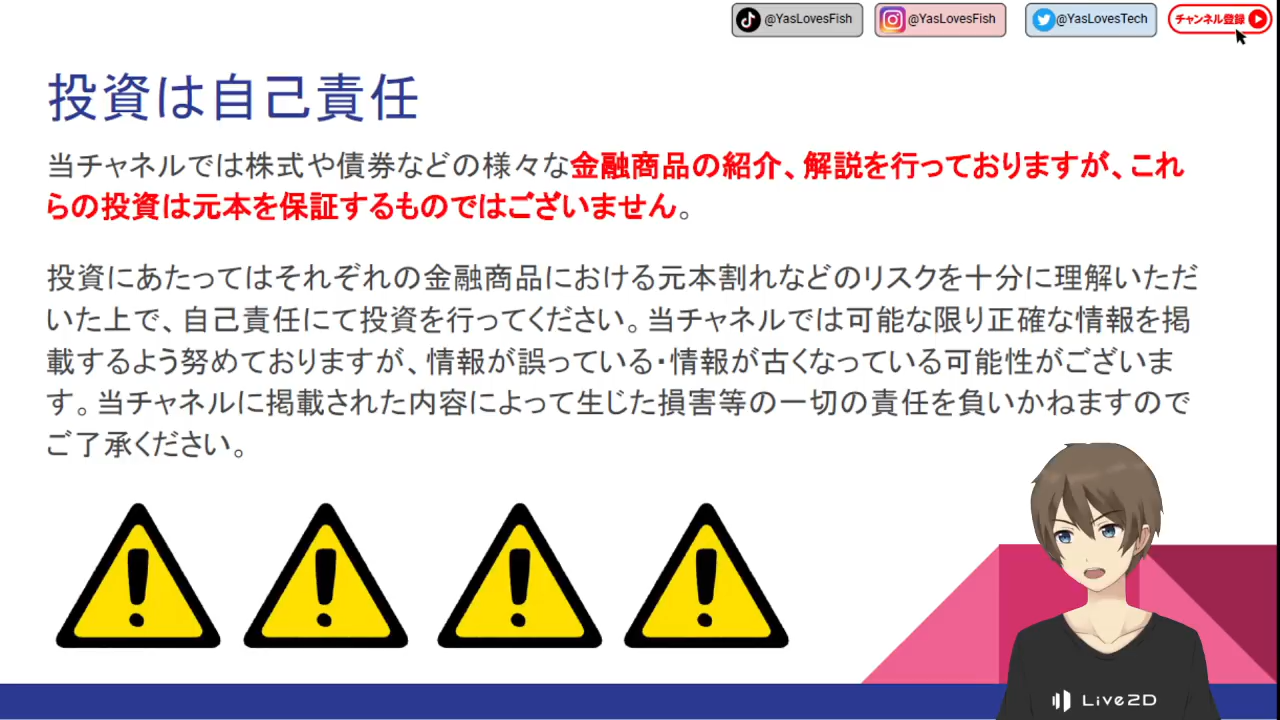 @YasLovesFish
@YasLovesFish
@YasLovesTech
チャンネル登録
投資は自己責任
当チャネルでは株式や債券などの様々な金融商品の紹介、解説を行っておりますが、これ
らの投資は元本を保証するものではございません。
投資にあたってはそれぞれの金融商品における元本割れなどのリスクを十分に理解いただ
いた上で、自己責任にて投資を行ってください。当チャネルでは可能な限り正確な情報を掲
載するよう努めておりますが、情報が誤っている・情報が古くなっている可能性がございま
す。当チャネルに掲載された内容によって生じた損害等の一切の責任を負いかねますので
ご了承ください。
Live2D